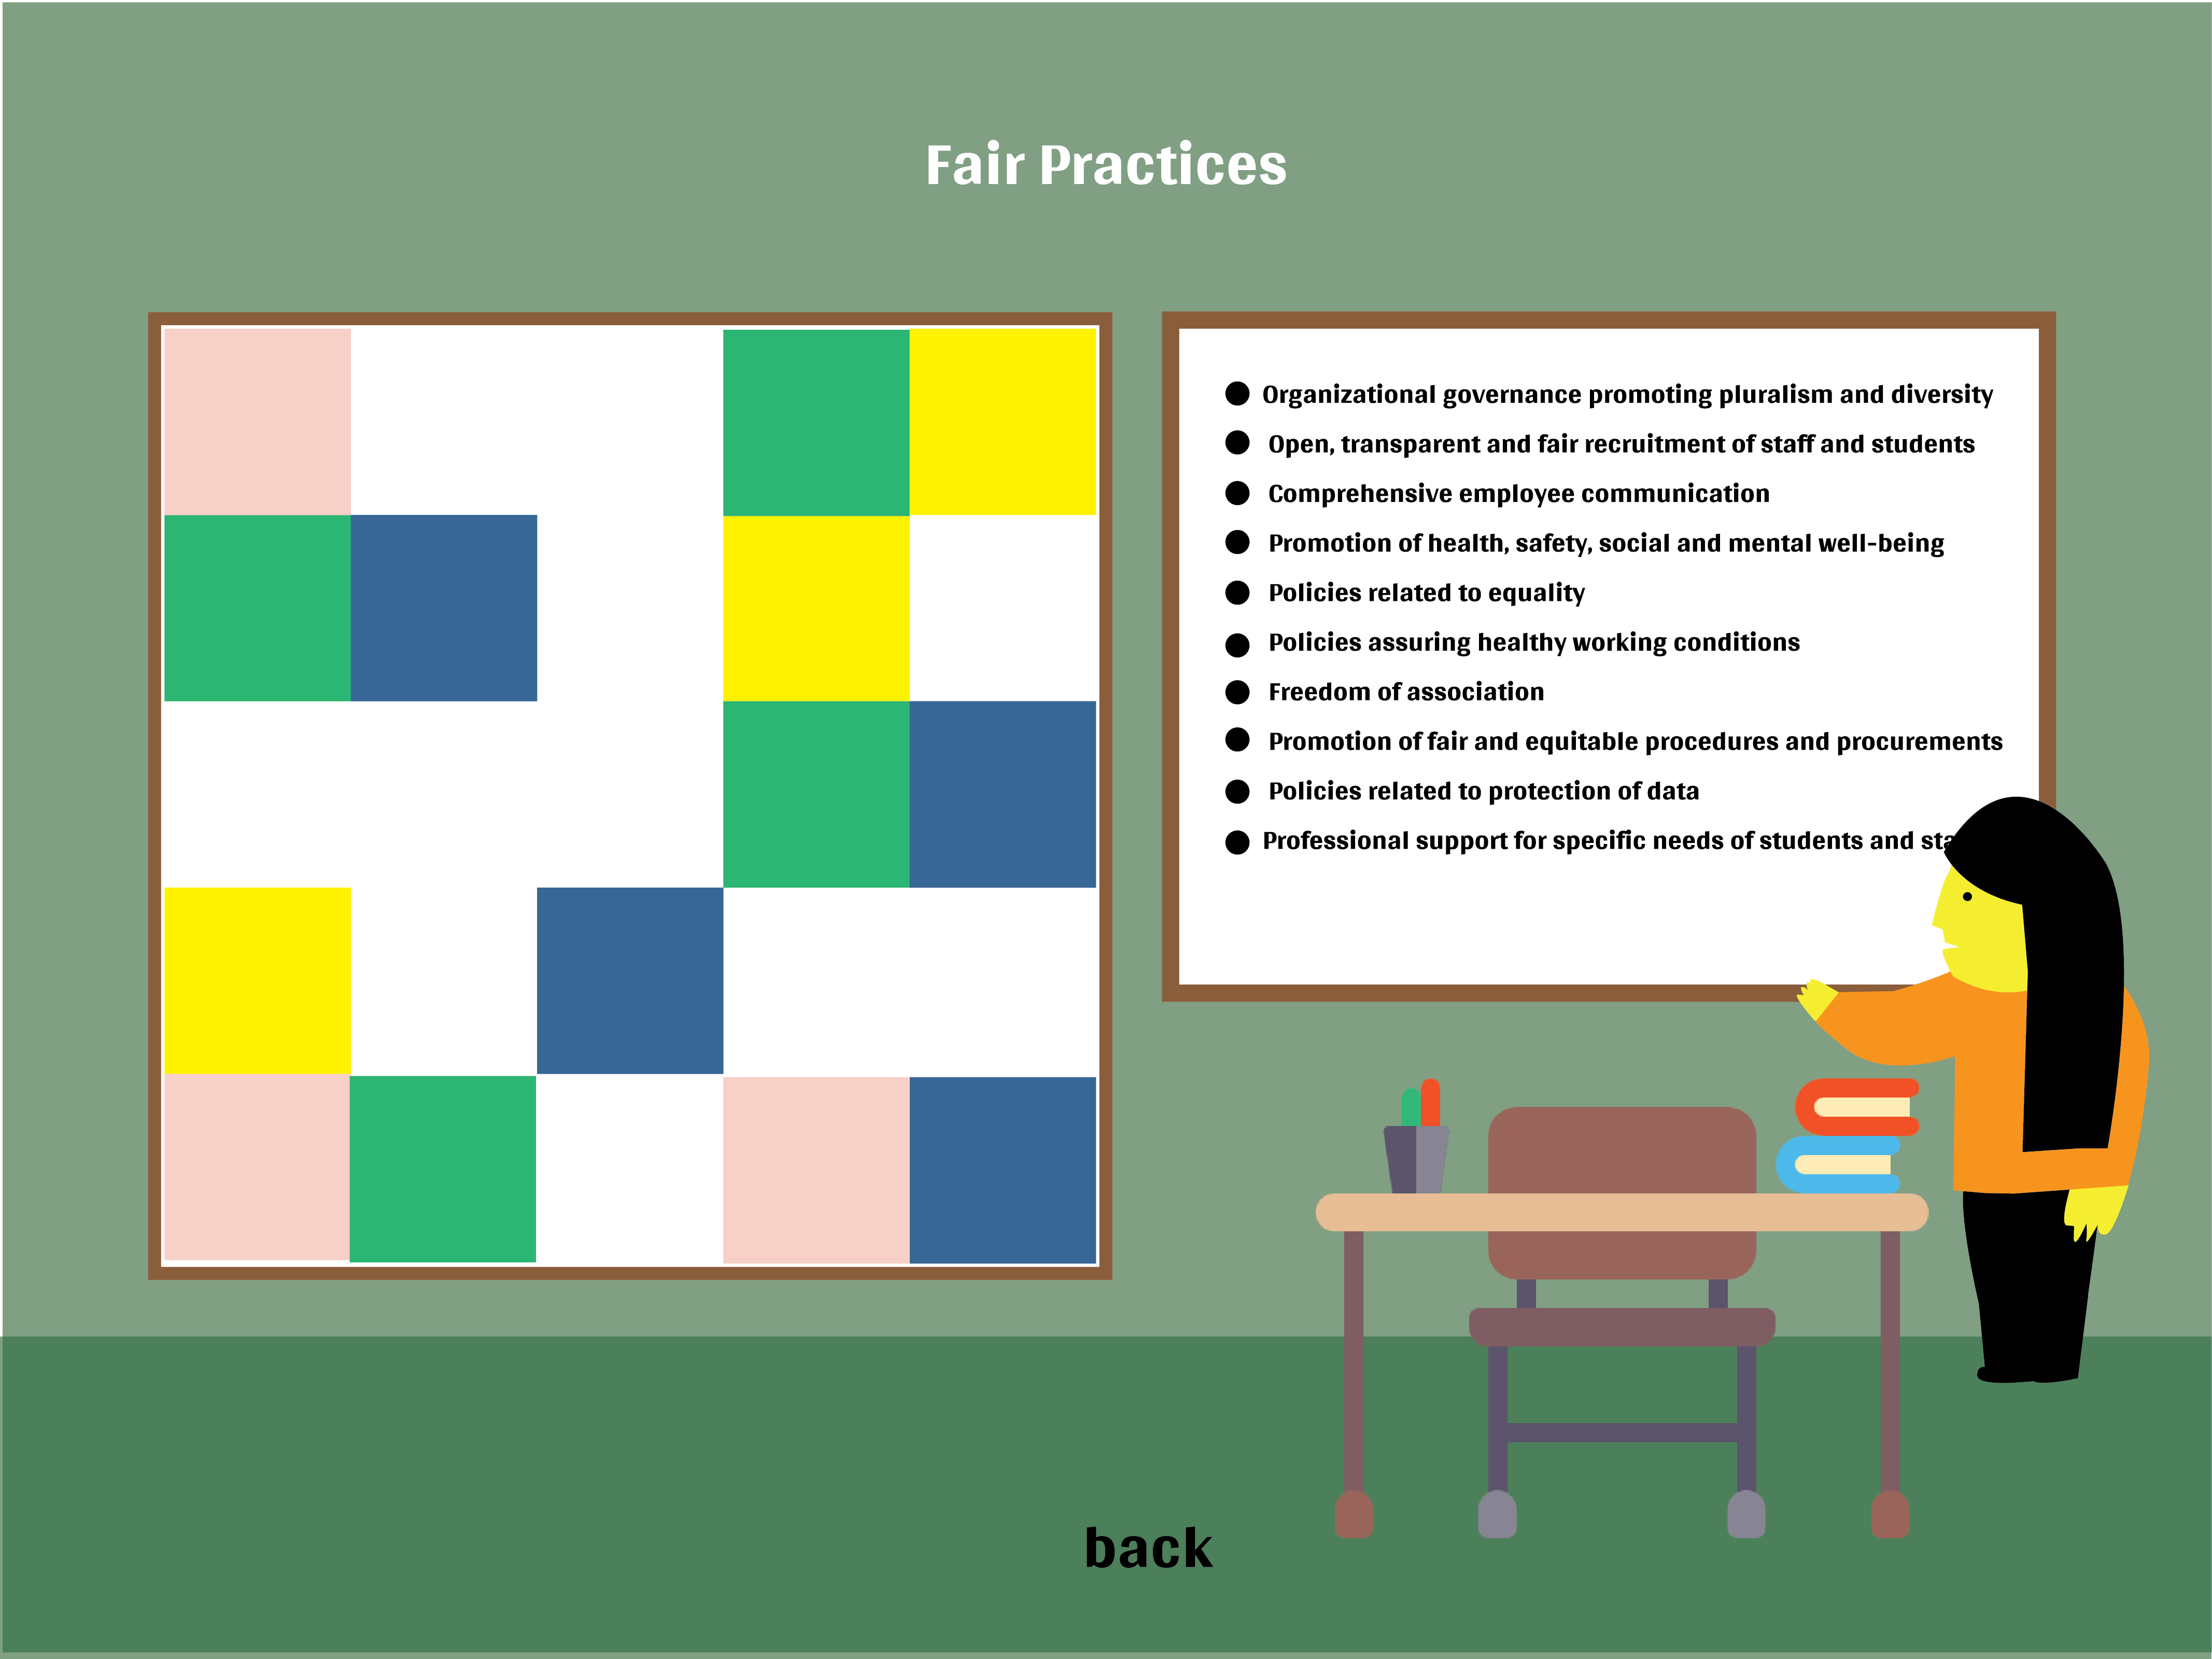 Fair Practices
Organizational governance promoting pluralism and diversity
Open, transparent and fair recruitment of staff and students
Comprehensive employee communication
Promotion of health, safety, social and mental well-being
Policies related to equality
Policies assuring healthy working conditions
Freedom of association
Promotion of fair and equitable procedures and procurements
Policies related to protection of data
Professional support for specific needs of students and
back